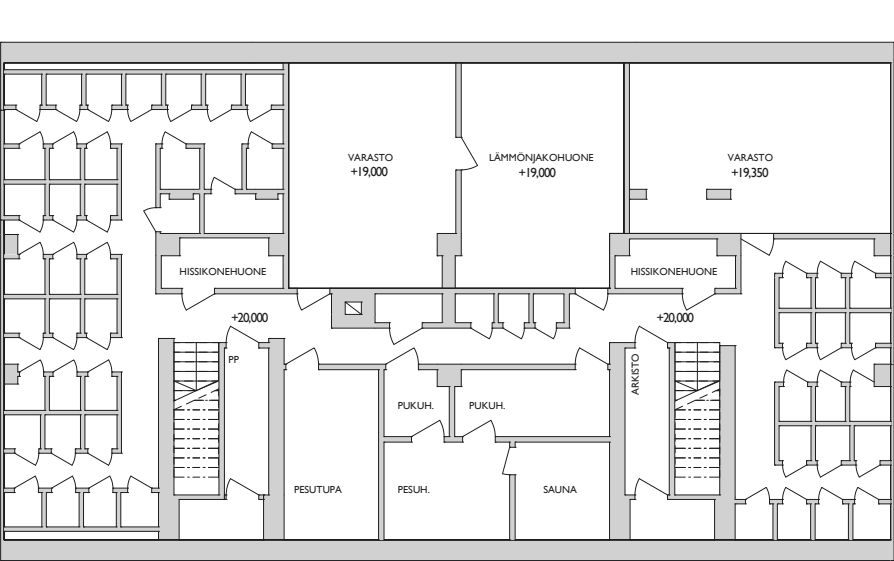 VARASTO
+19,000
LÄMMÖNJAKOHUONE
+19,000
VARASTO
+19,350
HISSIKONEHUONE
HISSIKONEHUONE
+20,000
+20,000
PP
ARKISTO
PUKUH.
PUKUH.
PESUTUPA
PESUH.
SAUNA